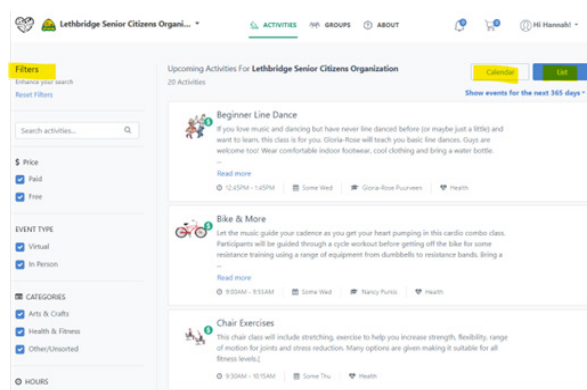 Lethbridge Senior Citizens Organi...
ACTIVITIES
GROUPS
ABOUT
Hi Hannah!
Filters
Enhance your search
Reset Filters
Search activities...
$ Price
Paid
Free
EVENT TYPE
Virtual
In Person
CATEGORIES
Arts & Crafts
Health & Fitness
Other/Unsorted
HOURS
Upcoming Activities For Lethbridge Senior Citizens Organization
20 Activities
Calendar
List
Show events for the next 365 days
Beginner Line Dance
If you love music and dancing but have never line danced before (or maybe just a little) and
want to learn, this class is for you. Gloria-Rose will teach you basic line dances. Guys are
welcome too! Wear comfortable indoor footwear, cool clothing and bring a water bottle.
...
Read more
12:45PM - 1:45PM Some Wed Gloria-Rose Puurveen Health
Bike & More
Let the music guide your cadence as you get your heart pumping in this cardio combo class.
Participants will be guided through a cycle workout before getting off the bike for some
resistance training using a range of equipment from dumbbells to resistance bands. Bring a
...
Read more
9:00AM - 9:55AM Some Wed Nancy Purkis Health
Chair Exercises
This chair class will include stretching, exercise to help you increase strength, flexibility, range
of motion for joints and stress reduction. Many options are given making it suitable for all
fitness levels.(
9:30AM - 10:15AM Some Thu Health